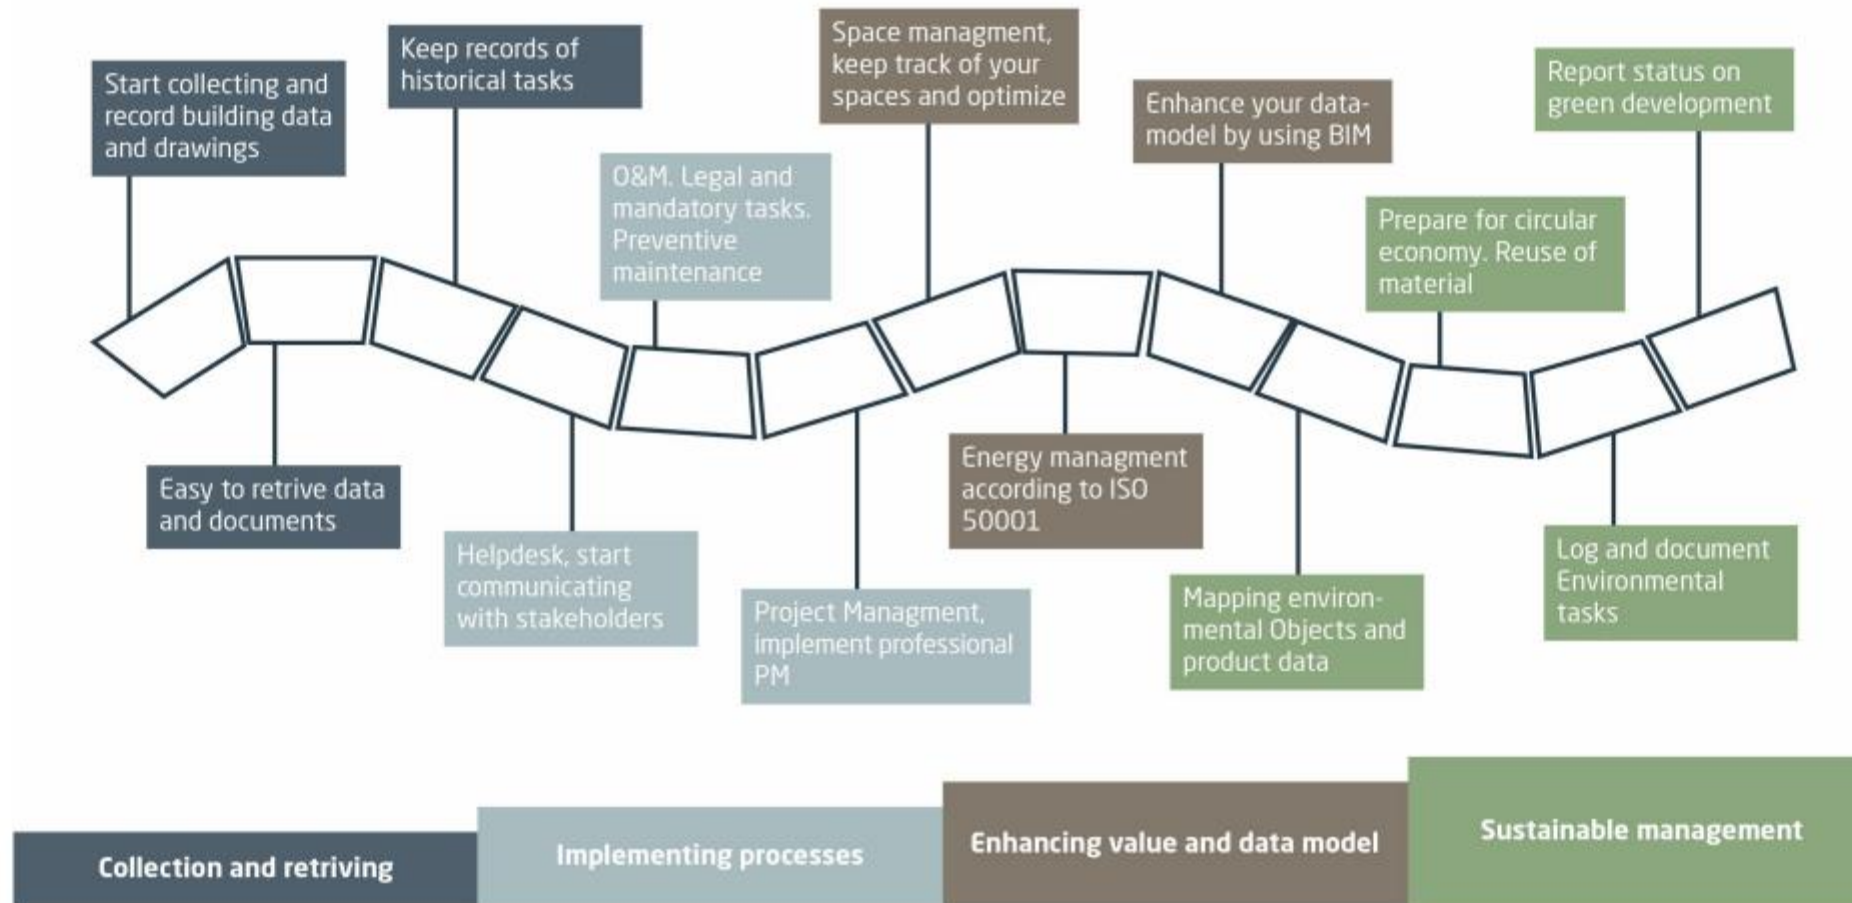 Start collecting and
record building data
and drawings
Easy to retrive data
and documents
Keep records of
historical tasks
Helpdesk, start
communicating
with stakeholders
O&M. Legal and
mandatory tasks.
Preventive
maintenance
Project Managment,
implement professional
PM
Space managment,
keep track of your
spaces and optimize
Energy managment
according to ISO
50001
Enhance your data-
model by using BIM
Mapping environ-
mental Objects and
product data
Prepare for circular
economy. Reuse of
material
Log and document
Environmental
tasks
Report status on
green development
Collection and retriving
Implementing processes
Enhancing value and data model
Sustainable management